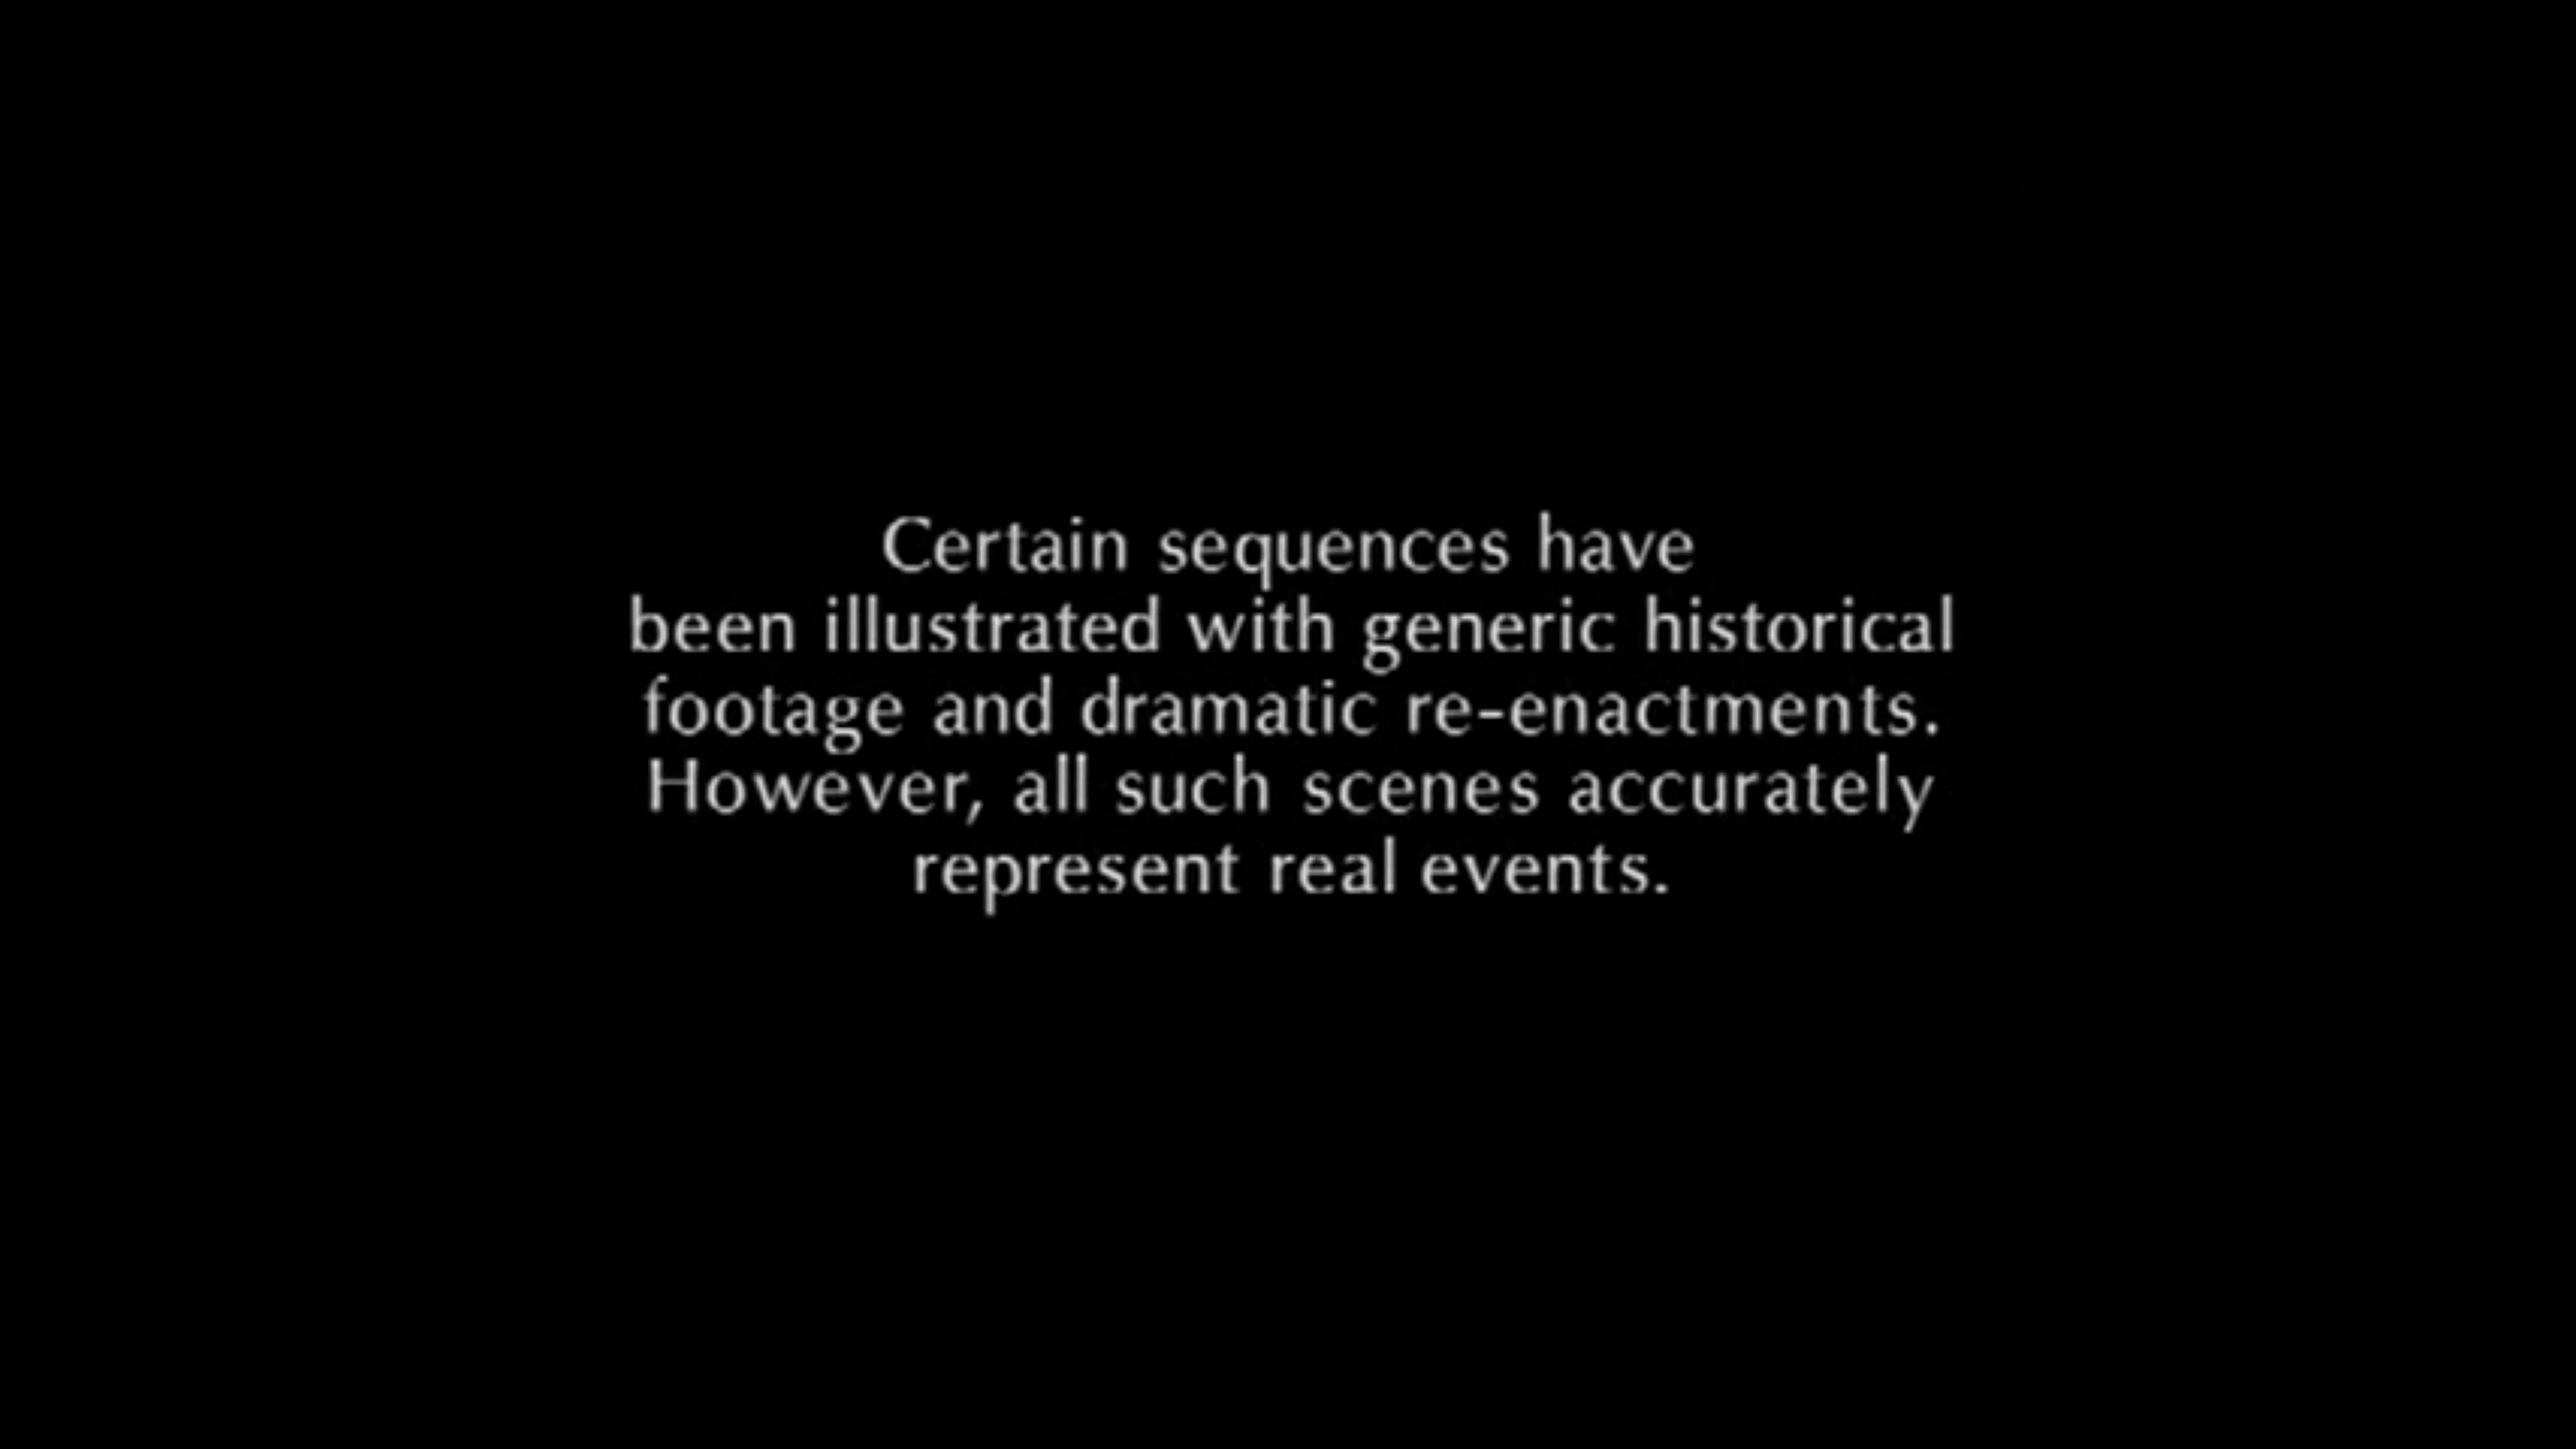 Certain sequences have
been illustrated with generic historical
footage and dramatic re-enactments.
However, all such scenes accurately
represent real events.